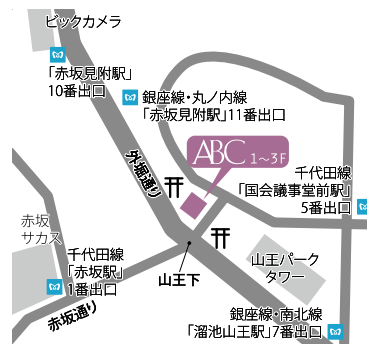 ビックカメラ
「赤坂見附駅」
10番出口
銀座線・丸ノ内線
「赤坂見附駅」11番出口
外堀通り
ABC 1～3F
千代田線
「国会議事堂前駅」
5番出口
赤坂
サカス
千代田線
「赤坂駅」
1番出口
山王下
山王パーク
タワー
赤坂通り
銀座線・南北線
「溜池山王駅」7番出口